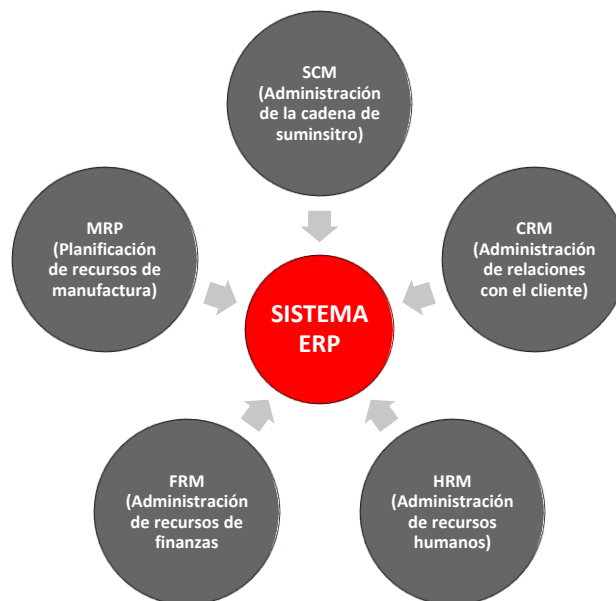 SCM
(Administración
de la cadena de
suminsitro)
MRP
(Planificación
de recursos de
manufactura)
CRM
(Administración
de relaciones
con el cliente)
SISTEMA
ERP
FRM
(Administración
de recursos de
finanzas
HRM
(Administración
de recursos
humanos)